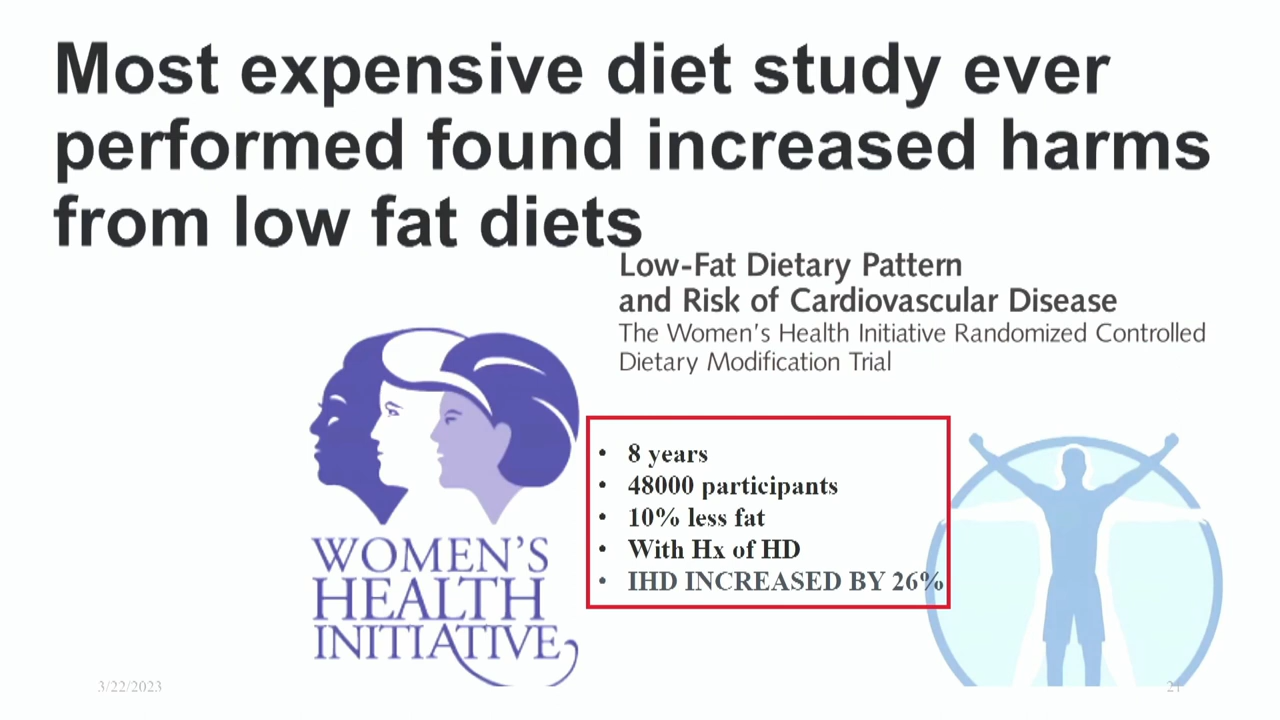 Most expensive diet study ever
performed found increased harms
from low fat diets
Low-Fat Dietary Pattern
and Risk of Cardiovascular Disease
The Women's Health Initiative Randomized Controlled
Dietary Modification Trial
• 8 years
• 48000 participants
• 10% less fat
• With Hx of HD
• IHD INCREASED BY 26%
WOMEN'S
HEALTH
INITIATIVE
3/22/2023